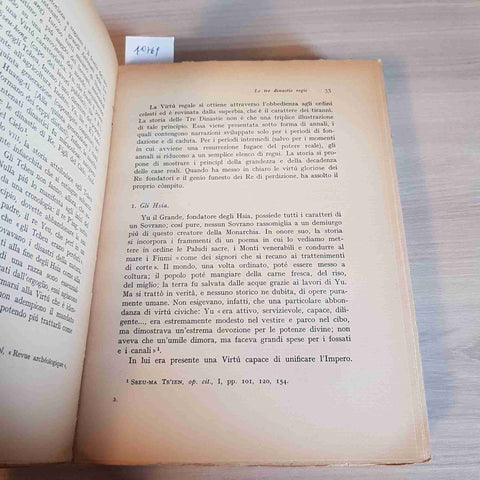 10769
Le tre dinastie regie
33
La Virtú regale si ottiene attraverso l'obbedienza agli ordini
celesti ed è rovinata dalla superbia, che è il carattere dei tiranni.
La storia delle Tre Dinastie non è che una triplice illustrazione
di tale principio. Essa viene presentata sotto forma di annali, i
quali contengono narrazioni sviluppate solo per i periodi di fon-
dazione e di caduta. Per i periodi intermedi (salvo per i momenti
in cui avviene una resurrezione fugace del potere reale), gli
annali si riducono a un semplice elenco di regni. La storia si pro-
pone di mostrare i principî della grandezza e della decadenza
delle case reali. Quando ha messo in chiaro le virtú gloriose dei
Re fondatori e il genio funesto dei Re di perdizione, ha assolto il
proprio cómpito.
1. Gli Hsia.
Yu il Grande, fondatore degli Hsia, possiede tutti i caratteri di
un Sovrano; cosí pure, nessun Sovrano rassomiglia a un demiurgo
piú di questo creatore della Monarchia. In onore suo, la storia
si incorpora i frammenti di un poema in cui lo vediamo met-
tere in ordine le Paludi sacre, i Monti venerabili e condurre al
mare i Fiumi « come dei signori che si recano ai trattenimenti
di corte ». Il mondo, una volta ordinato, poté essere messo a
coltura; il popolo poté mangiare della carne fresca, del riso,
del miglio; la terra fu salvata dalle acque grazie ai lavori di Yu.
Ma si trattò in verità, e nessuno storico ne dubita, di opere pura-
mente umane. Non esigevano, infatti, che una particolare abbon-
danza di virtú civiche: Yu « era attivo, servizievole, capace, dili-
gente..., era estremamente modesto nel vestire e parco nel cibo,
ma dimostrava un'estrema devozione per le potenze divine; non
aveva che un'umile dimora, ma faceva grandi spese per i fossati
e i canali »¹.
In lui era presente una Virtú capace di unificare l'Impero.
¹ SSEU-MA TS'IEN, op. cit., I, pp. 101, 120, 154.
2.